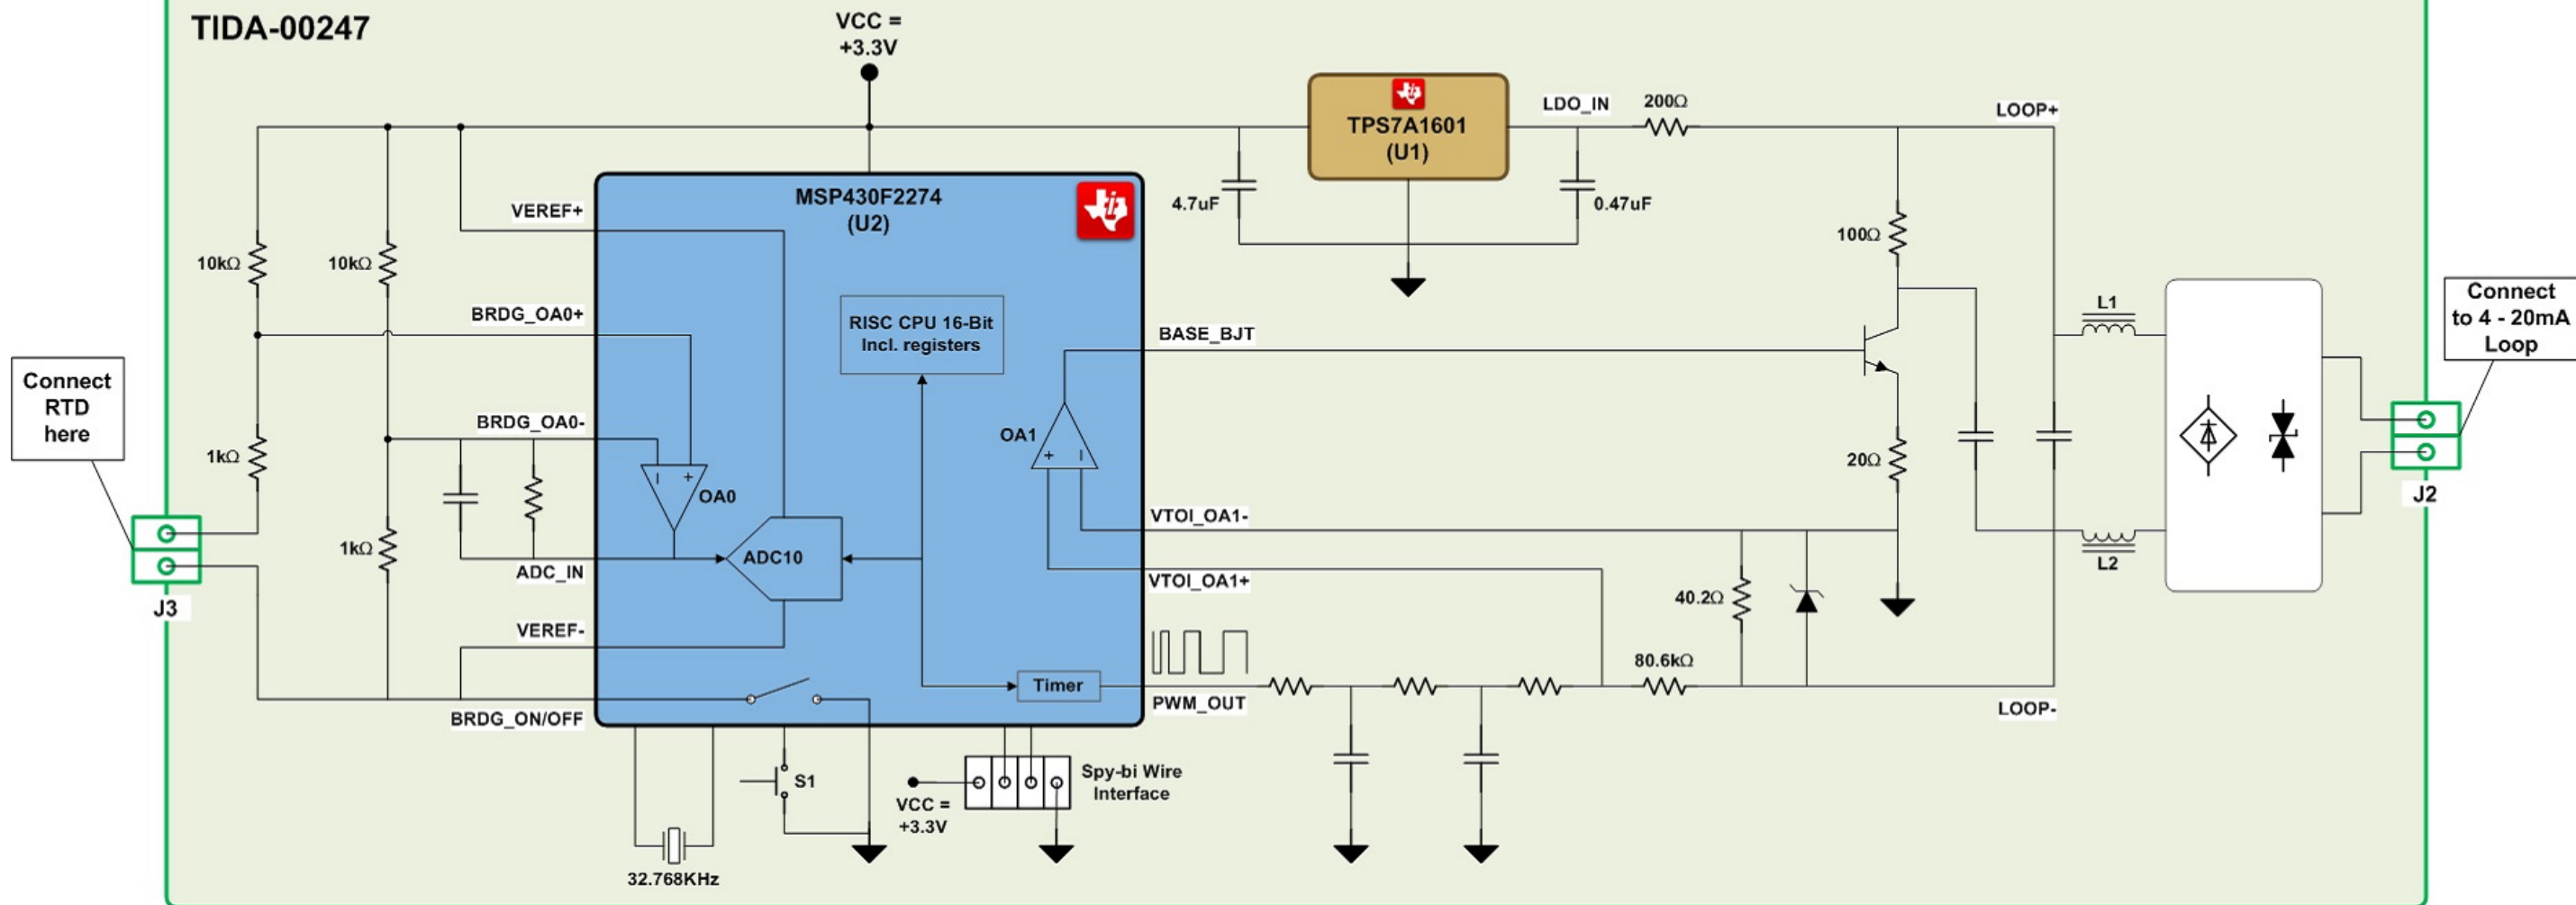 TIDA-00247
VCC =
+3.3V
TPS7A1601
(U1)
LDO_IN
200Ω
LOOP+
4.7uF
0.47uF
MSP430F2274
(U2)
VEREF+
10kΩ
10kΩ
100Ω
BRDG_OA0+
RISC CPU 16-Bit
Incl. registers
BASE_BJT
L1
Connect
to 4 - 20mA
Loop
Connect
RTD
here
BRDG_OA0-
1kΩ
OA1
+
-
20Ω
-
+
OA0
J2
VTOI_OA1-
1kΩ
ADC10
ADC_IN
VTOI_OA1+
L2
J3
40.2Ω
VEREF-
80.6kΩ
Timer
PWM_OUT
BRDG_ON/OFF
LOOP-
S1
Spy-bi Wire
Interface
VCC =
+3.3V
32.768KHz